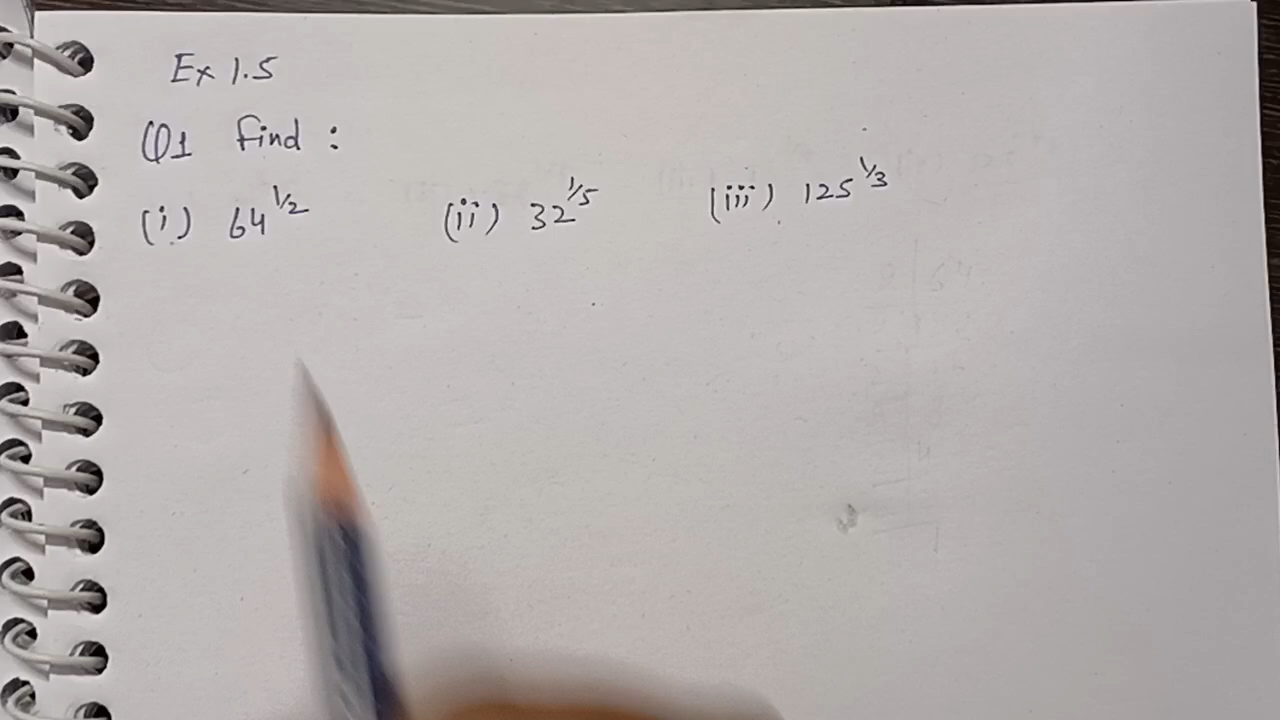 Ex 1.5
Q1 Find :
(i) 64^1/2 (ii) 32^1/5 (iii) 125^1/3